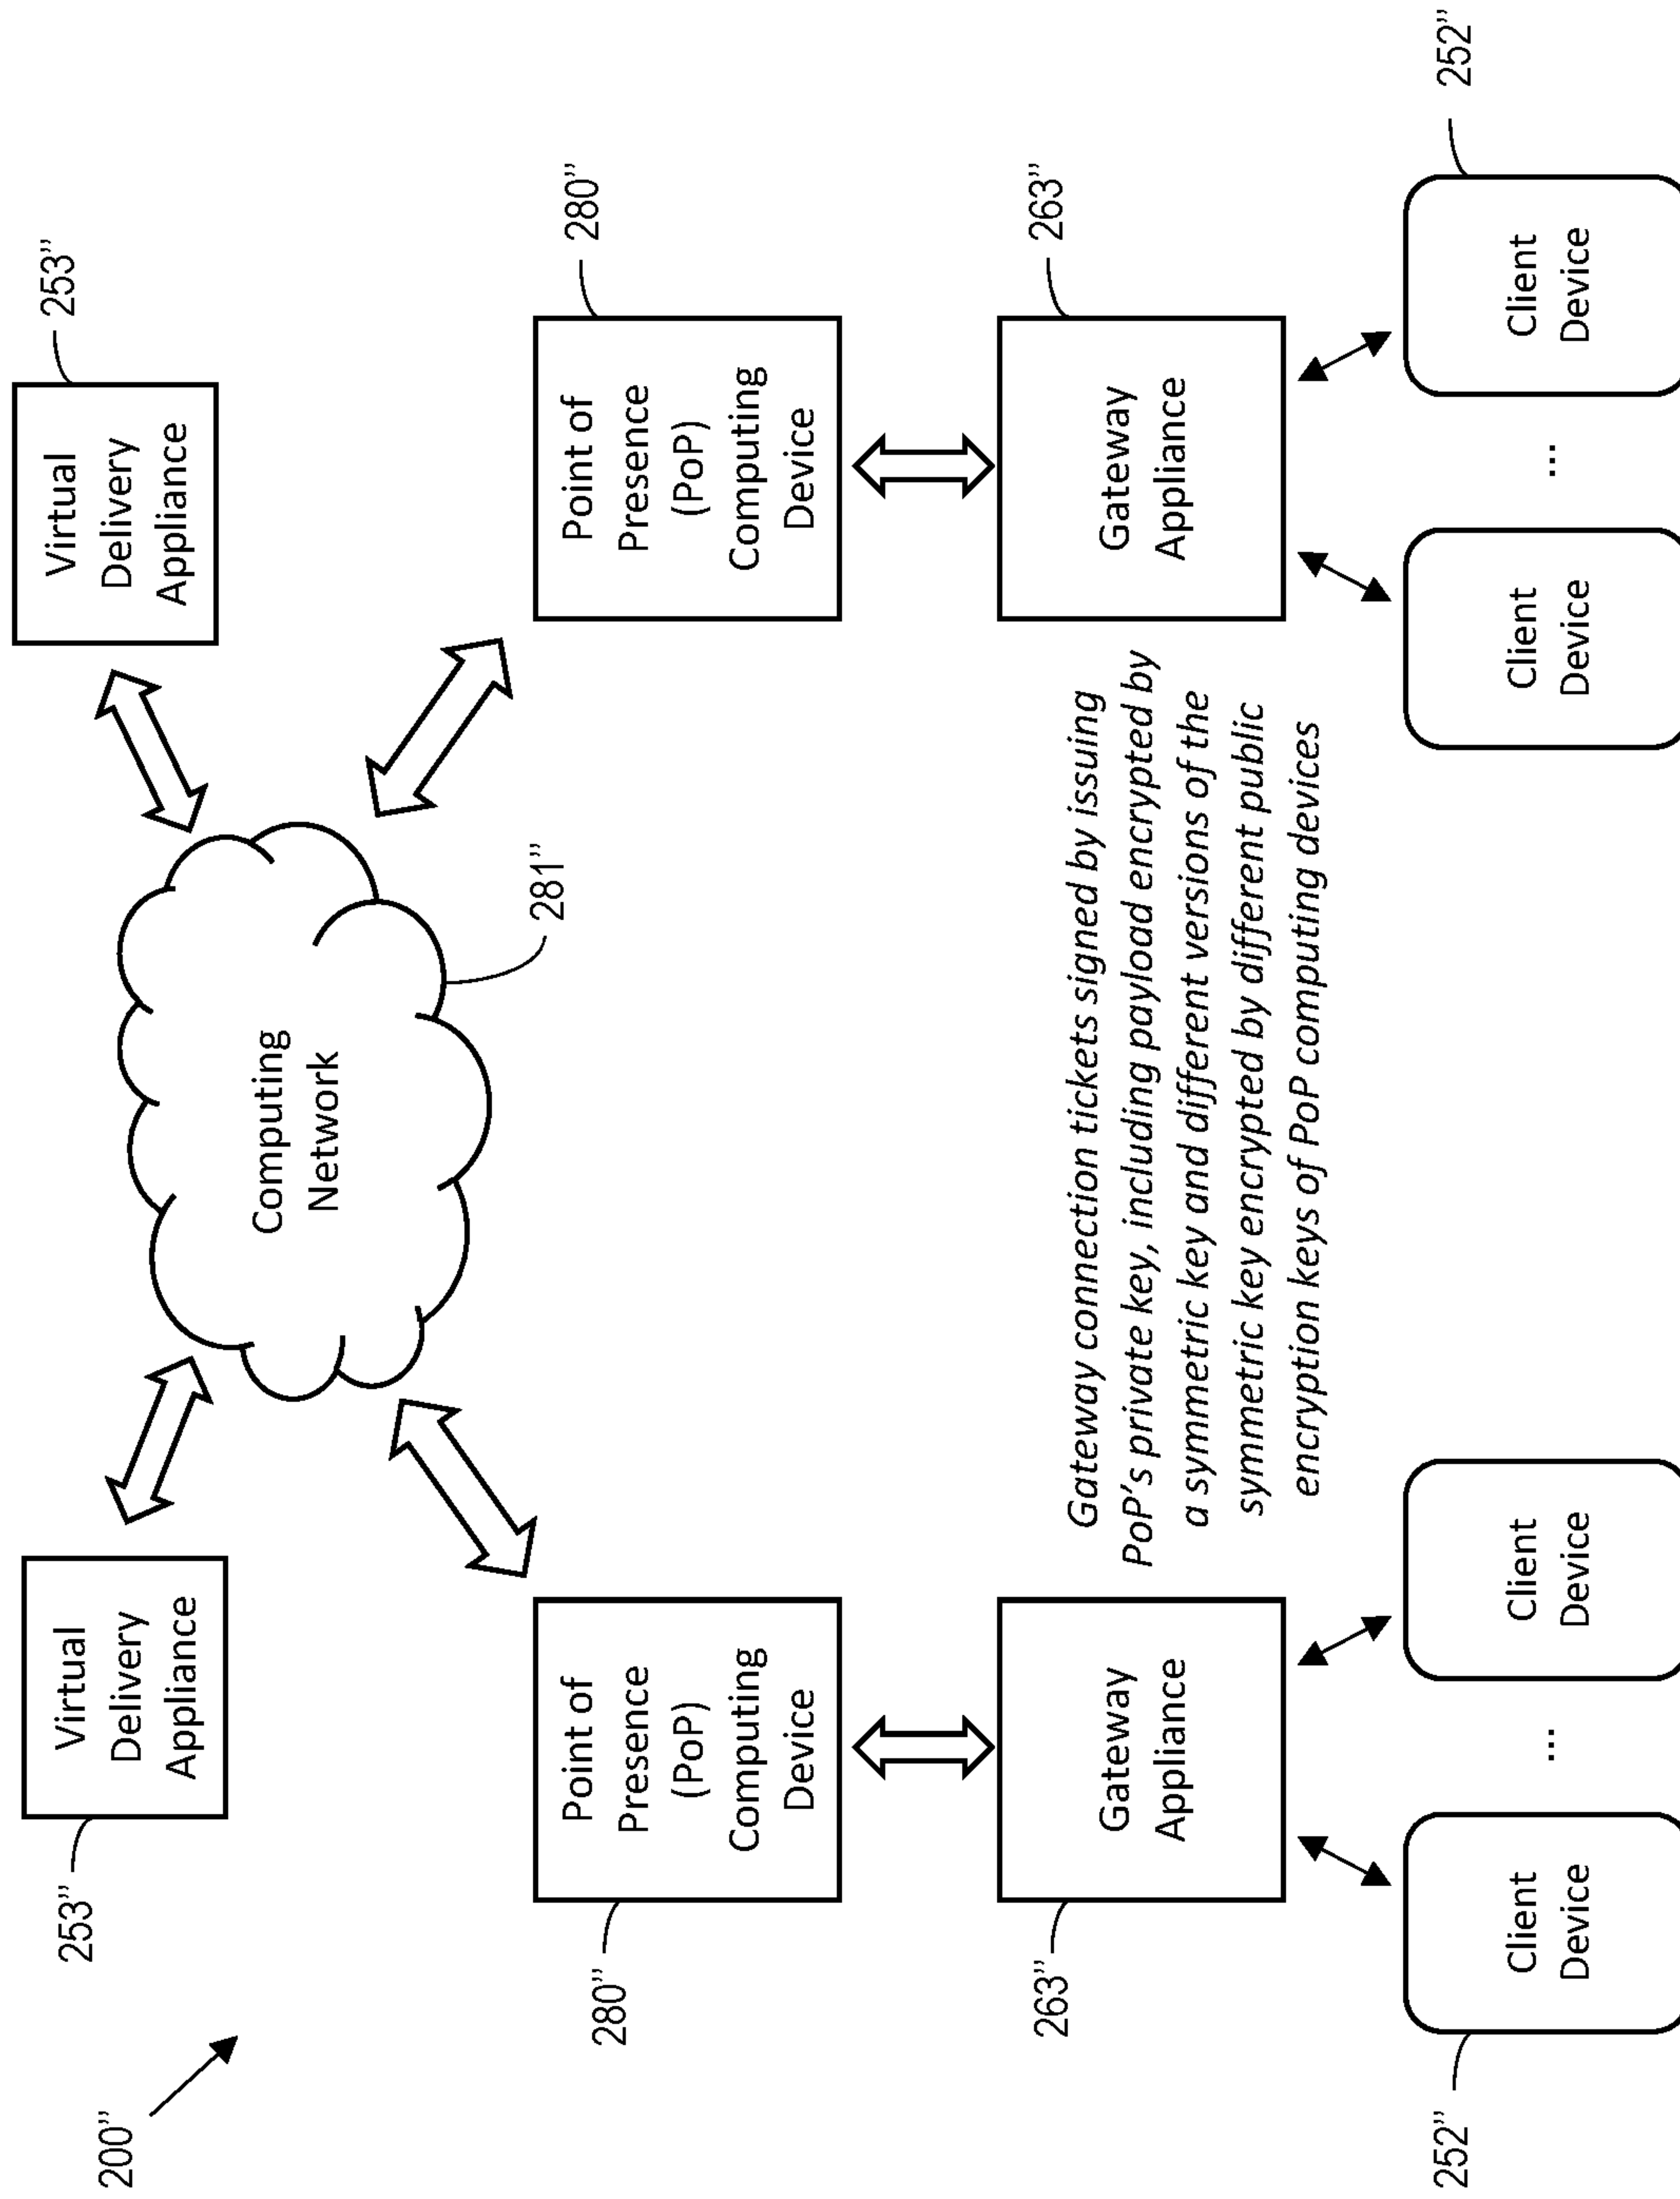 200”
253”
Virtual
Delivery
Appliance
253”
Virtual
Delivery
Appliance
Computing
Network
281”
280”
Point of
Presence
(PoP)
Computing
Device
280”
Point of
Presence
(PoP)
Computing
Device
263”
Gateway
Appliance
Gateway connection tickets signed by issuing
PoP’s private key, including payload encrypted by
a symmetric key and different versions of the
symmetric key encrypted by different public
encryption keys of PoP computing devices
263”
Gateway
Appliance
252”
Client
Device
...
Client
Device
Client
Device
...
Client
Device
252”